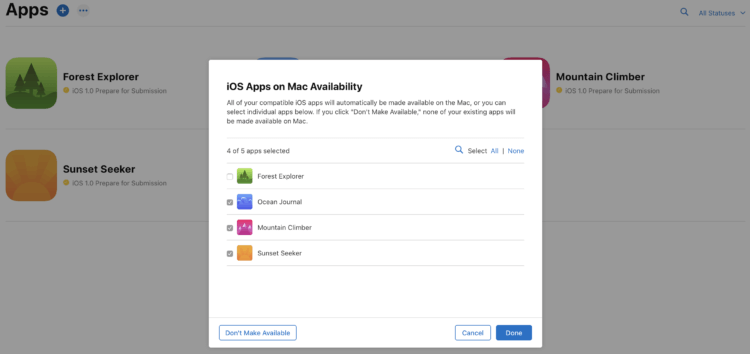 Apps
All Statuses
Forest Explorer
iOS 1.0 Prepare for Submission
Mountain Climber
iOS 1.0 Prepare for Submission
Sunset Seeker
iOS 1.0 Prepare for Submission
iOS Apps on Mac Availability
All of your compatible iOS apps will automatically be made available on the Mac, or you can
select individual apps below. If you click "Don't Make Available," none of your existing apps will
be made available on Mac.
4 of 5 apps selected
Select All | None
Forest Explorer
Ocean Journal
Mountain Climber
Sunset Seeker
Don't Make Available
Cancel
Done